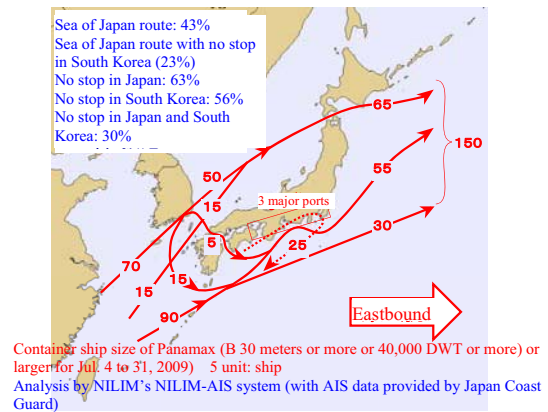 Sea of Japan route: 43%
Sea of Japan route with no stop
in South Korea (23%)
No stop in Japan: 63%
No stop in South Korea: 56%
No stop in Japan and South
Korea: 30%
65
150
50
55
15
3 major ports
30
5
25
70
15
15
90
Eastbound
Container ship size of Panamax (B 30 meters or more or 40,000 DWT or more) or
larger for Jul. 4 to 31, 2009) 5 unit: ship
Analysis by NILIM's NILIM-AIS system (with AIS data provided by Japan Coast
Guard)